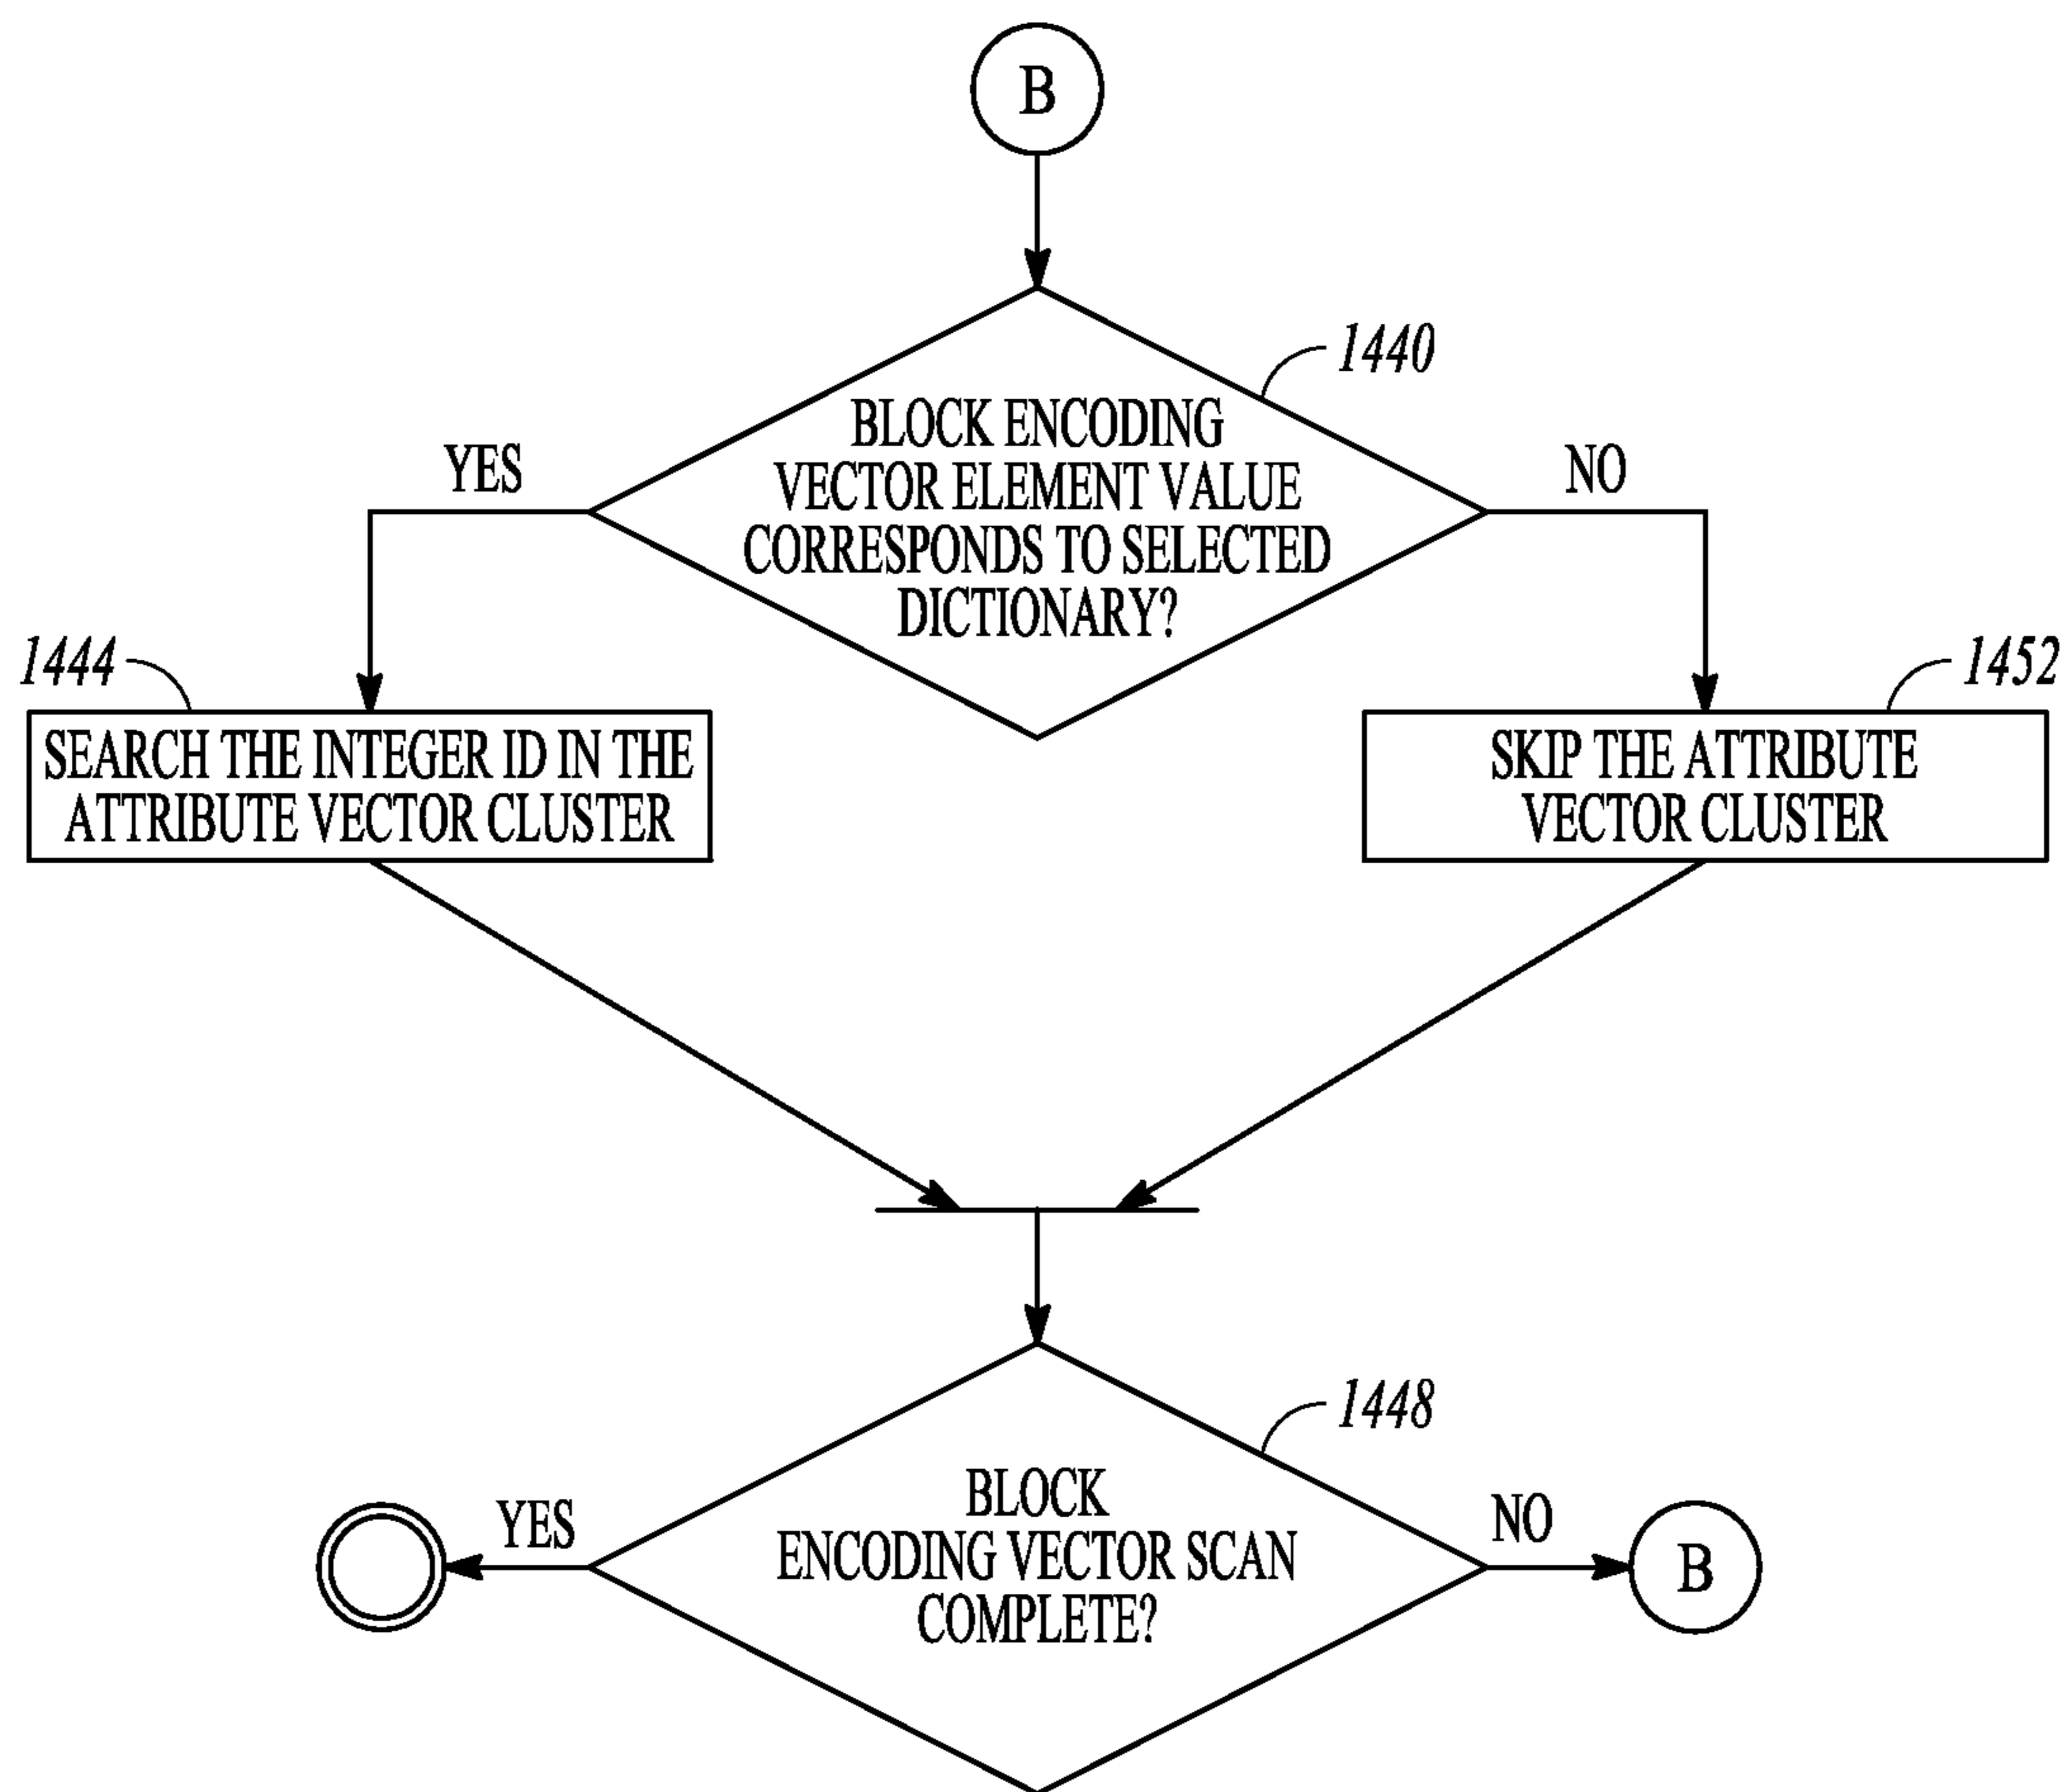 B
1440
BLOCK ENCODING
VECTOR ELEMENT VALUE
CORRESPONDS TO SELECTED
DICTIONARY?
YES
NO
1444
SEARCH THE INTEGER ID IN THE
ATTRIBUTE VECTOR CLUSTER
1452
SKIP THE ATTRIBUTE
VECTOR CLUSTER
1448
BLOCK
ENCODING VECTOR SCAN
COMPLETE?
YES
NO
B